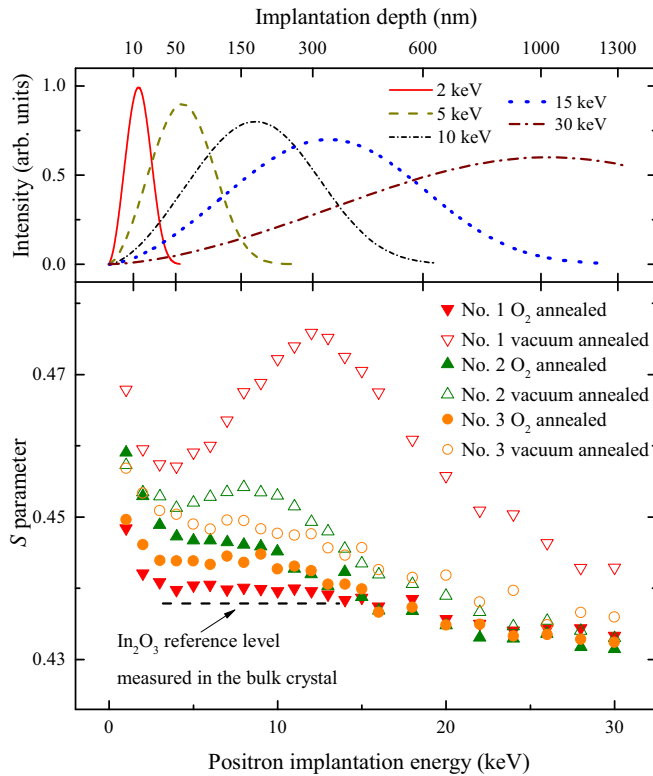 Implantation depth (nm)
10 50 150 300 600 1000 1300
Intensity (arb. units)
1.0
0.5
0.0
2 keV
5 keV
10 keV
15 keV
30 keV
S parameter
0.47
0.45
0.43
No. 1 O₂ annealed
No. 1 vacuum annealed
No. 2 O₂ annealed
No. 2 vacuum annealed
No. 3 O₂ annealed
No. 3 vacuum annealed
In₂O₃ reference level
measured in the bulk crystal
0 10 20 30
Positron implantation energy (keV)